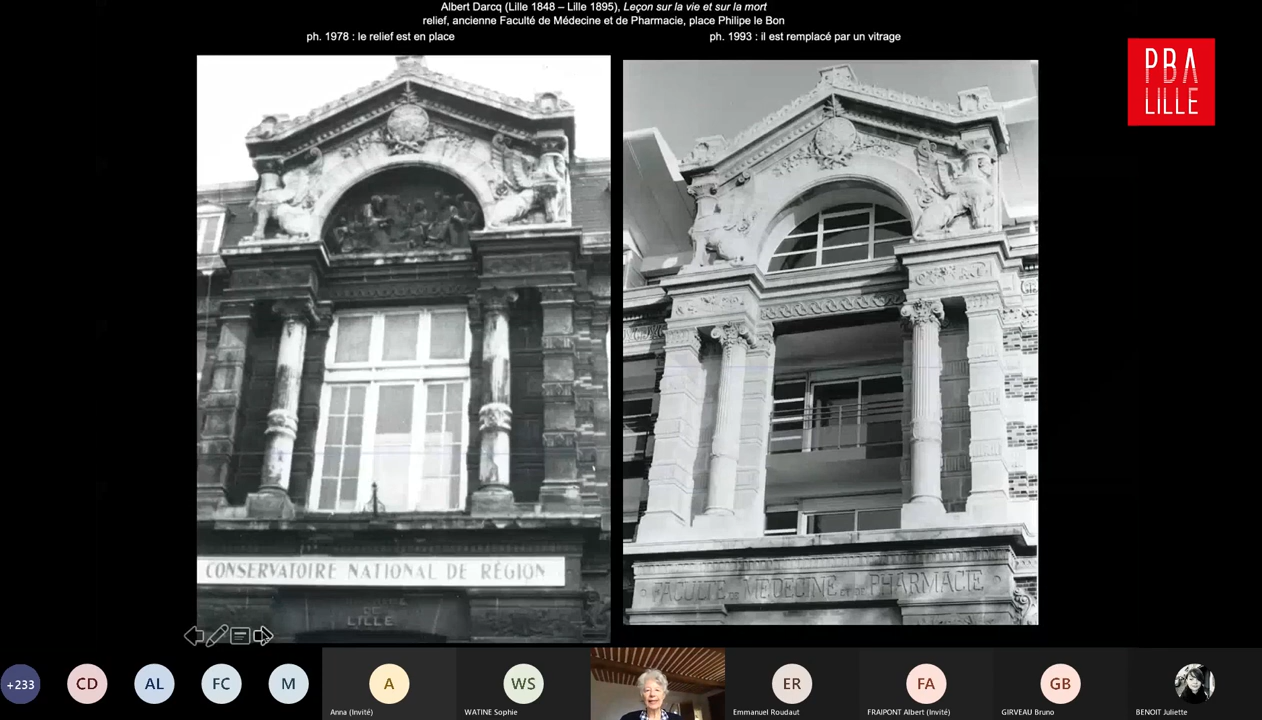 Albert Darcq (Lille 1848 – Lille 1895), Leçon sur la vie et sur la mort
relief, ancienne Faculté de Médecine et de Pharmacie, place Philipe le Bon
ph. 1978 : le relief est en place
ph. 1993 : il est remplacé par un vitrage
PBA
LILLE
CONSERVATOIRE NATIONAL DE RÉGION
DE
LILLE
FACULTÉ DE MÉDECINE et de PHARMACIE
+233
CD
AL
FC
M
A
WS
ER
FA
GB
Anna (Invité)
WATINE Sophie
Emmanuel Roudaut
FRAIPONT Albert (Invité)
GIRVEAU Bruno
BENOIT Juliette